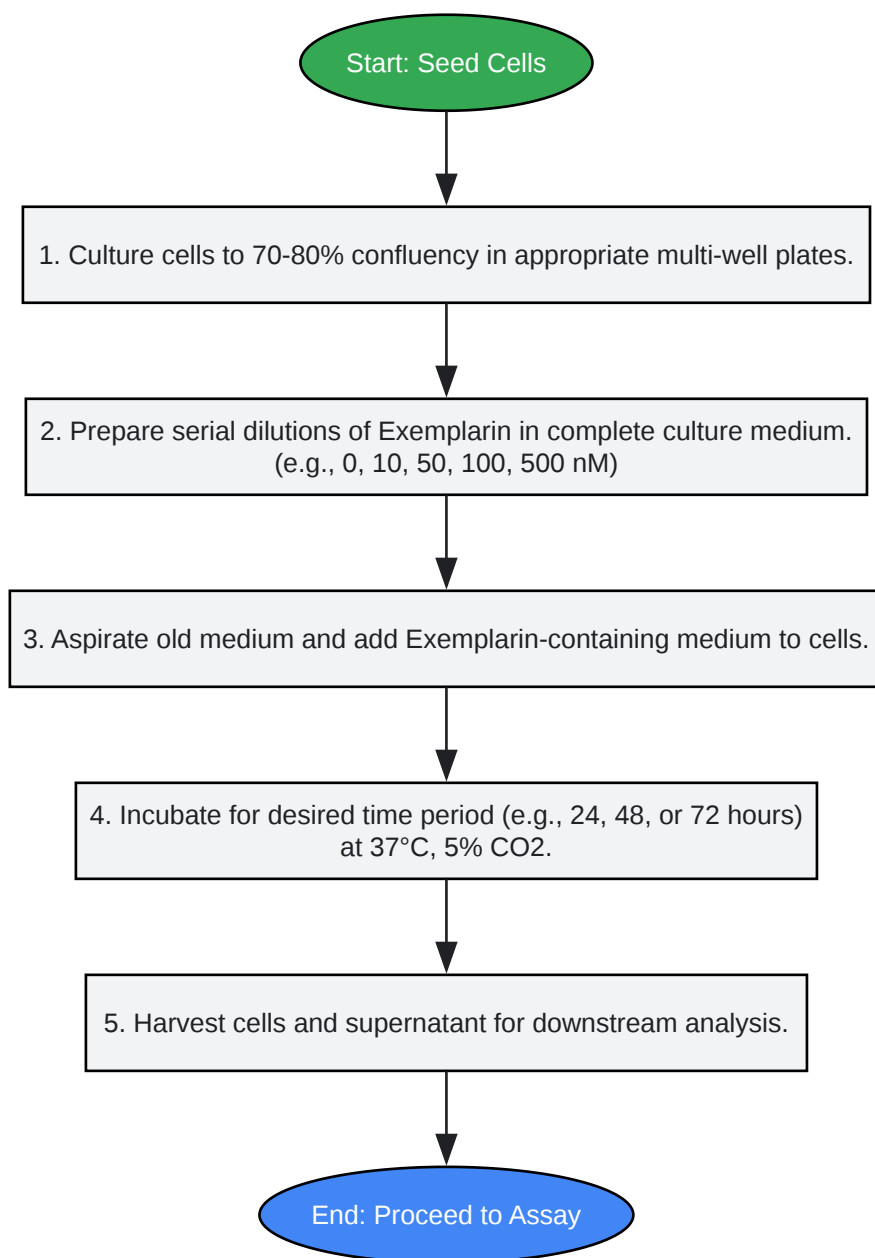 Start: Seed Cells
1. Culture cells to 70-80% confluency in appropriate multi-well plates.
2. Prepare serial dilutions of Exemplarin in complete culture medium.
(e.g., 0, 10, 50, 100, 500 nM)
3. Aspirate old medium and add Exemplarin-containing medium to cells.
4. Incubate for desired time period (e.g., 24, 48, or 72 hours)
at 37°C, 5% CO2.
5. Harvest cells and supernatant for downstream analysis.
End: Proceed to Assay